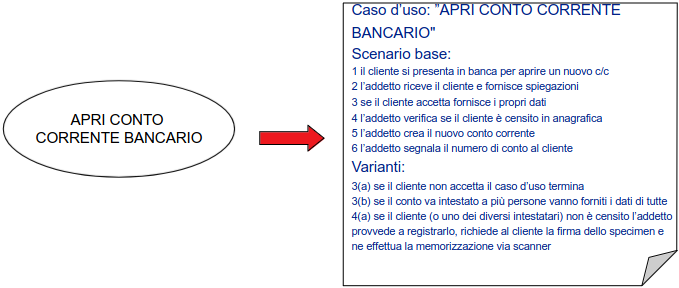 APRI CONTO
CORRENTE BANCARIO
Caso d'uso: "APRI CONTO CORRENTE
BANCARIO"
Scenario base:
1 il cliente si presenta in banca per aprire un nuovo c/c
2 l'addetto riceve il cliente e fornisce spiegazioni
3 se il cliente accetta fornisce i propri dati
4 l'addetto verifica se il cliente è censito in anagrafica
5 l'addetto crea il nuovo conto corrente
6 l'addetto segnala il numero di conto al cliente
Varianti:
3(a) se il cliente non accetta il caso d'uso termina
3(b) se il conto va intestato a più persone vanno forniti i dati di tutte
4(a) se il cliente (o uno dei diversi intestatari) non è censito l'addetto
provvede a registrarlo, richiede al cliente la firma dello specimen e
ne effettua la memorizzazione via scanner